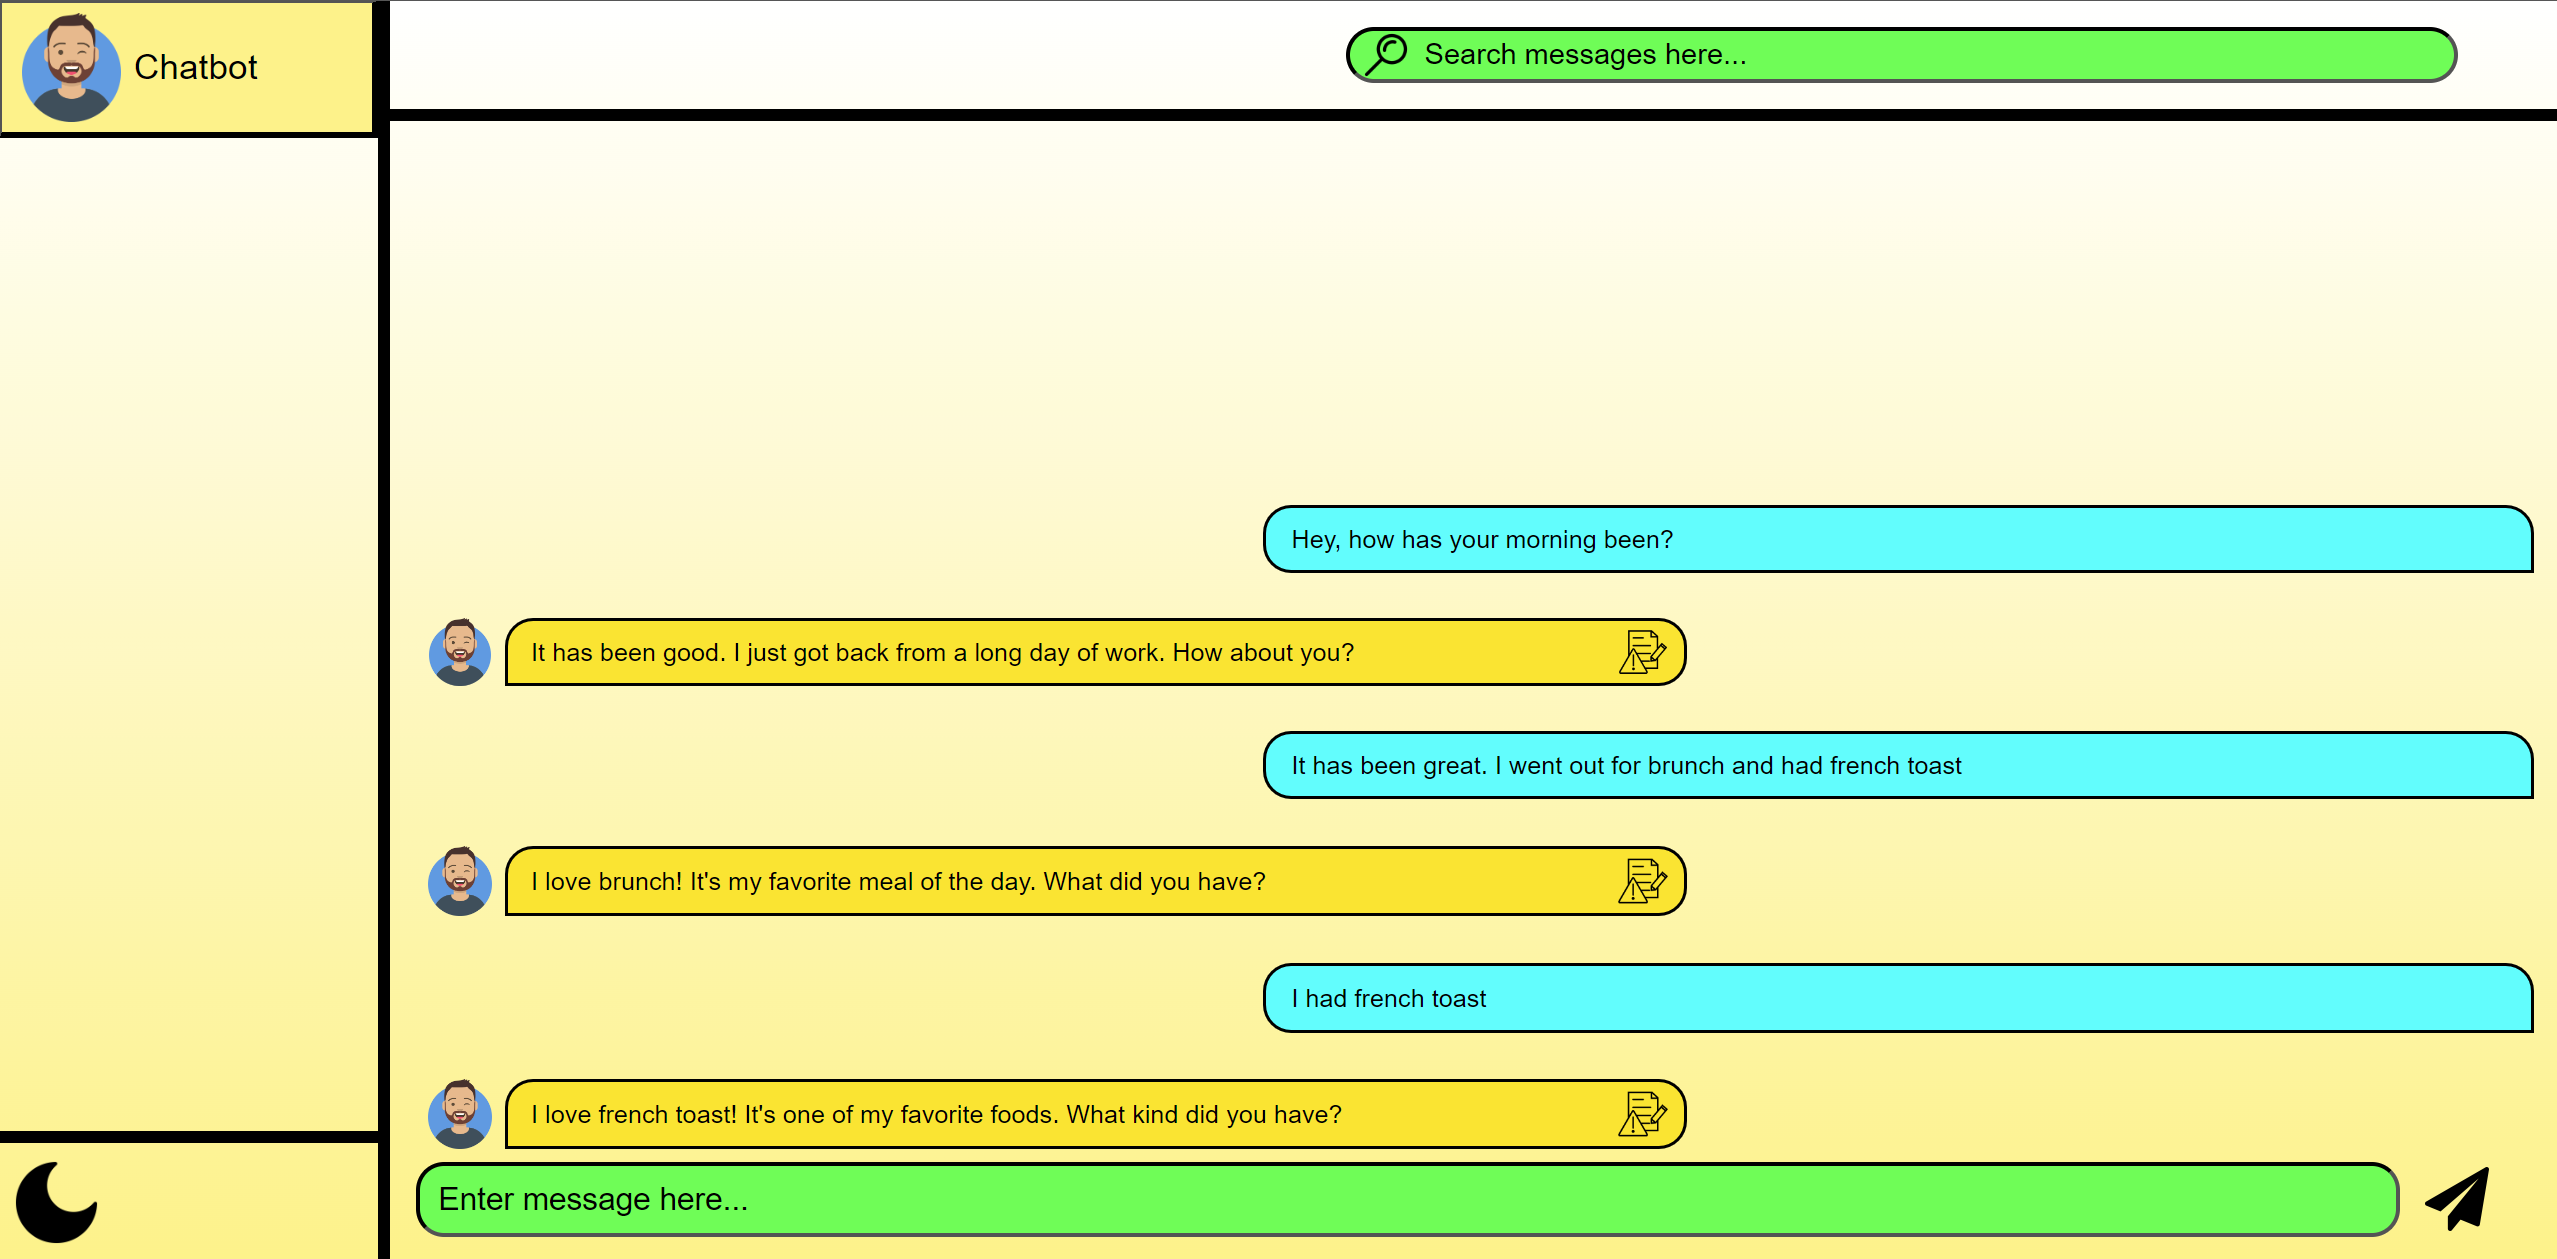 Chatbot
Search messages here...
Hey, how has your morning been?
It has been good. I just got back from a long day of work. How about you?
It has been great. I went out for brunch and had french toast
I love brunch! It's my favorite meal of the day. What did you have?
I had french toast
I love french toast! It's one of my favorite foods. What kind did you have?
Enter message here...